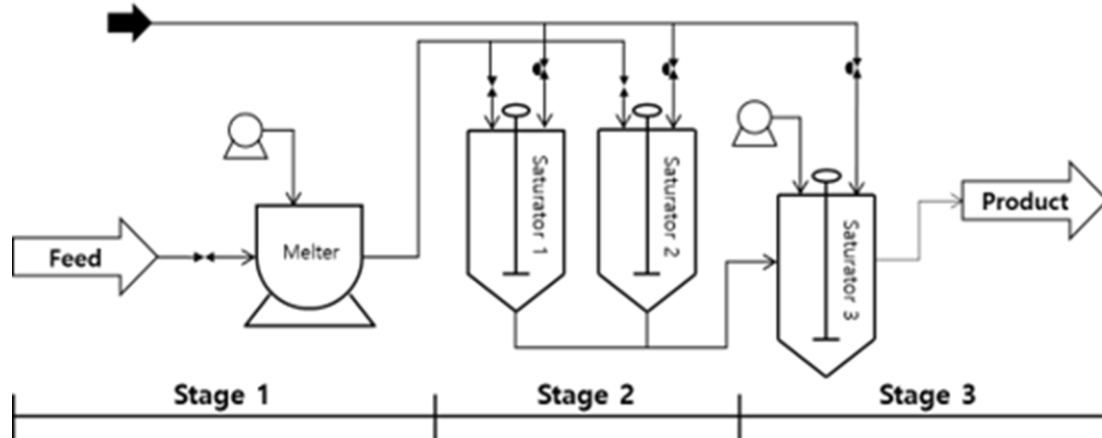 Feed
Melter
Saturator 1
Saturator 2
Saturator 3
Product
Stage 1
Stage 2
Stage 3